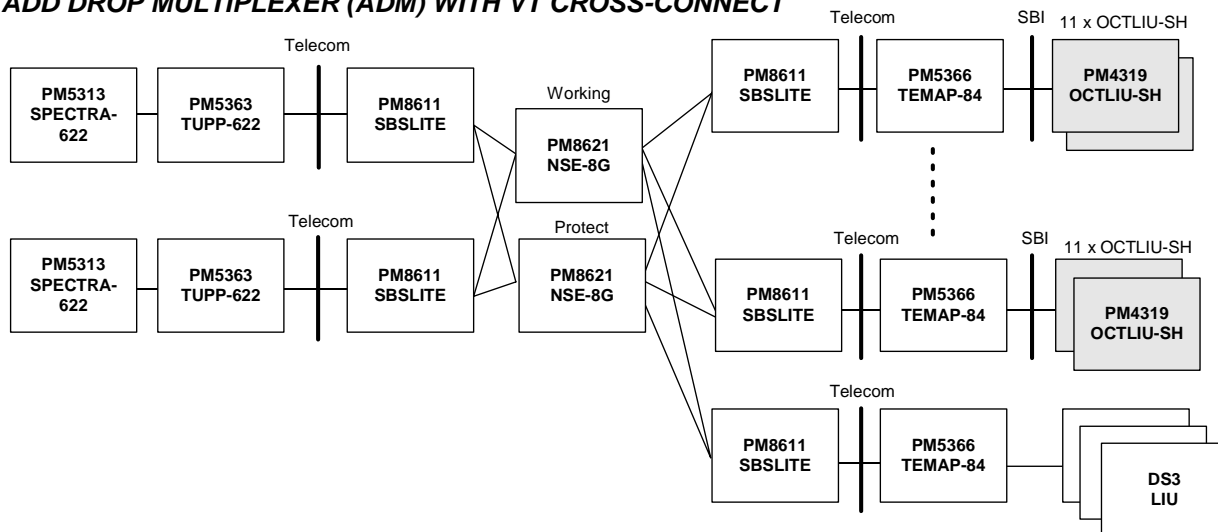 ADD DROP MULTIPLEXER (ADM) WITH VT CROSS-CONNECT
Telecom
PM5313
SPECTRA-
622
PM5363
TUPP-622
PM8611
SBSLITE
Working
PM8621
NSE-8G
Telecom
SBI
11 x OCTLIU-SH
PM8611
SBSLITE
PM5366
TEMAP-84
PM4319
OCTLIU-SH
Telecom
PM5313
SPECTRA-
622
PM5363
TUPP-622
PM8611
SBSLITE
Protect
PM8621
NSE-8G
Telecom
SBI
11 x OCTLIU-SH
PM8611
SBSLITE
PM5366
TEMAP-84
PM4319
OCTLIU-SH
Telecom
PM8611
SBSLITE
PM5366
TEMAP-84
DS3
LIU